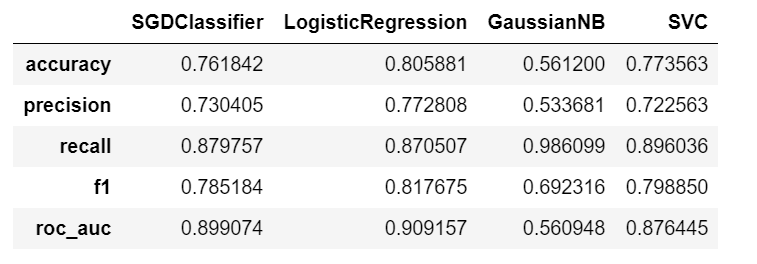 SGDClassifier LogisticRegression GaussianNB SVC
accuracy 0.761842 0.805881 0.561200 0.773563
precision 0.730405 0.772808 0.533681 0.722563
recall 0.879757 0.870507 0.986099 0.896036
f1 0.785184 0.817675 0.692316 0.798850
roc_auc 0.899074 0.909157 0.560948 0.876445